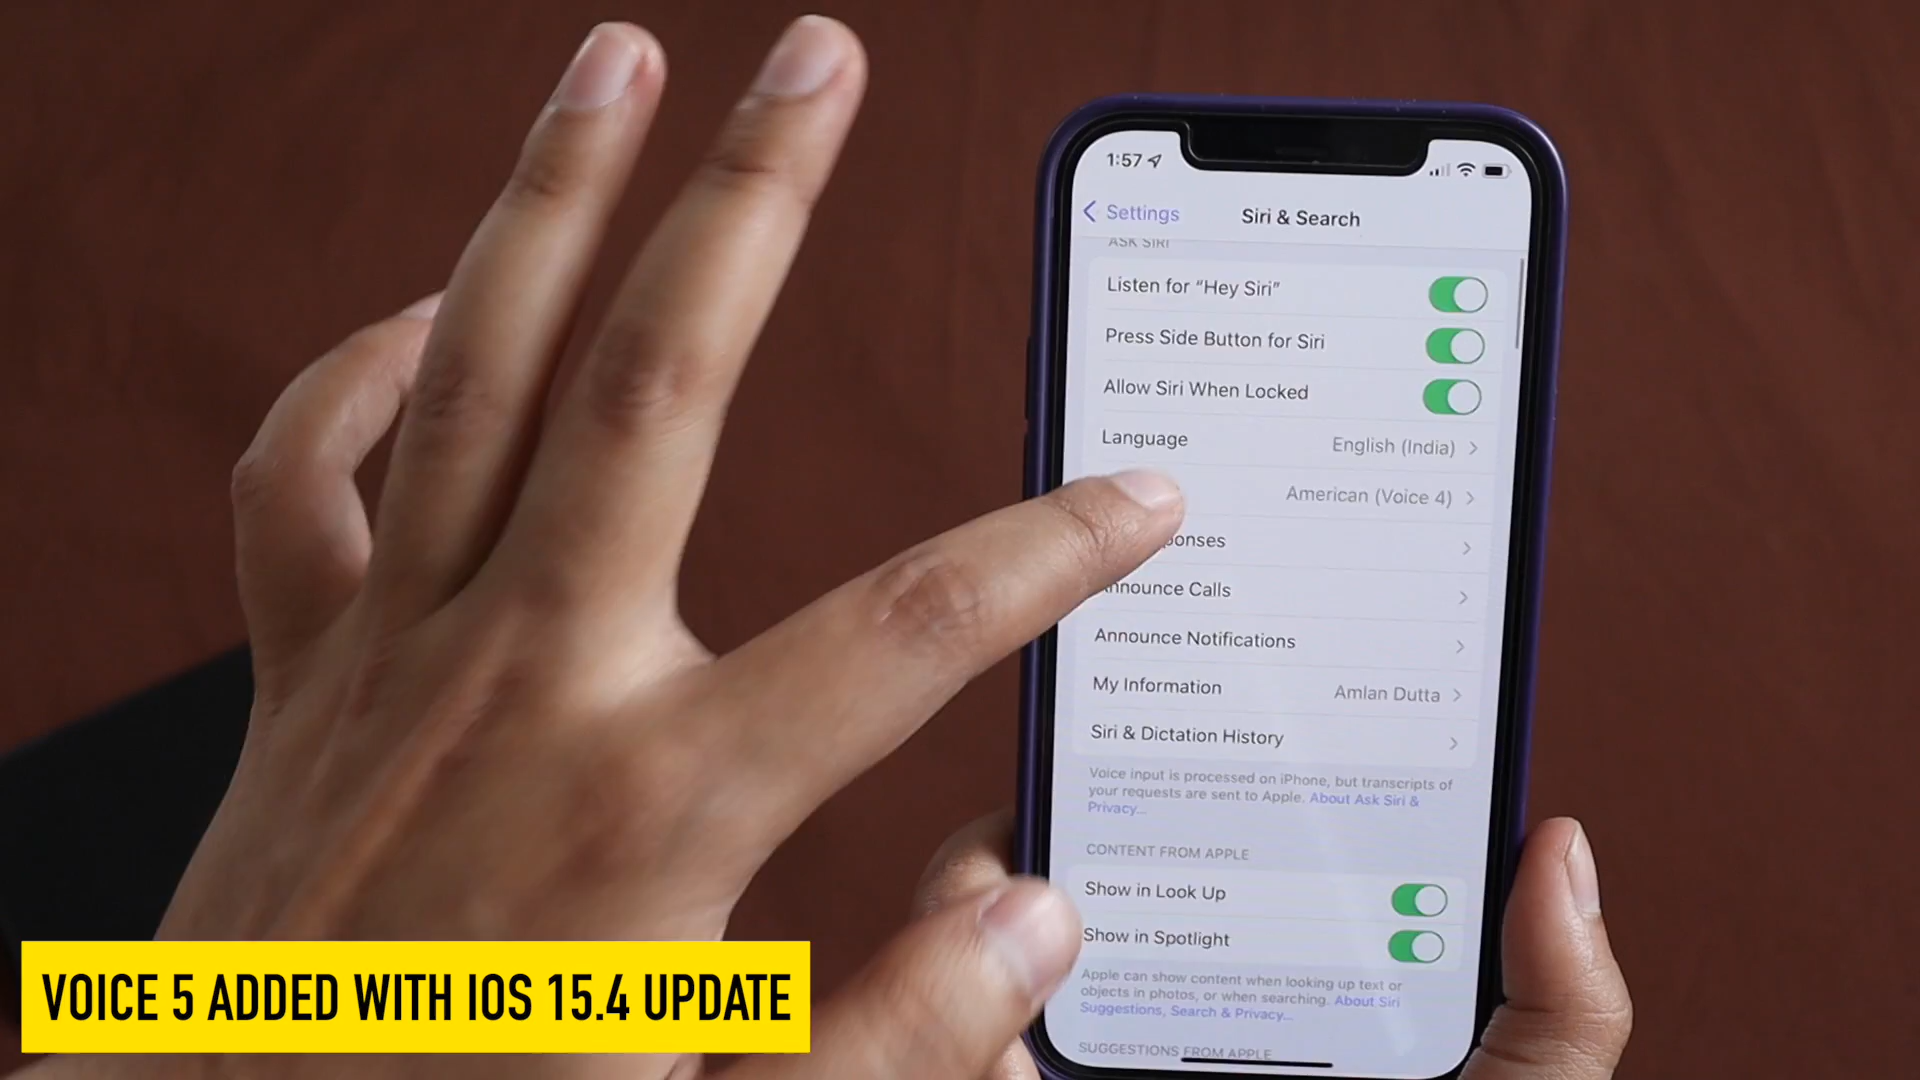 1:57
Settings
Siri & Search
ASK SIRI
Listen for “Hey Siri”
Press Side Button for Siri
Allow Siri When Locked
Language English (India)
American (Voice 4)
ponses
nnounce Calls
Announce Notifications
My Information Amlan Dutta
Siri & Dictation History
Voice input is processed on iPhone, but transcripts of
your requests are sent to Apple. About Ask Siri &
Privacy...
CONTENT FROM APPLE
Show in Look Up
Show in Spotlight
Apple can show content when looking up text or
objects in photos, or when searching. About Siri
Suggestions, Search & Privacy...
SUGGESTIONS FROM APPLE
VOICE 5 ADDED WITH IOS 15.4 UPDATE